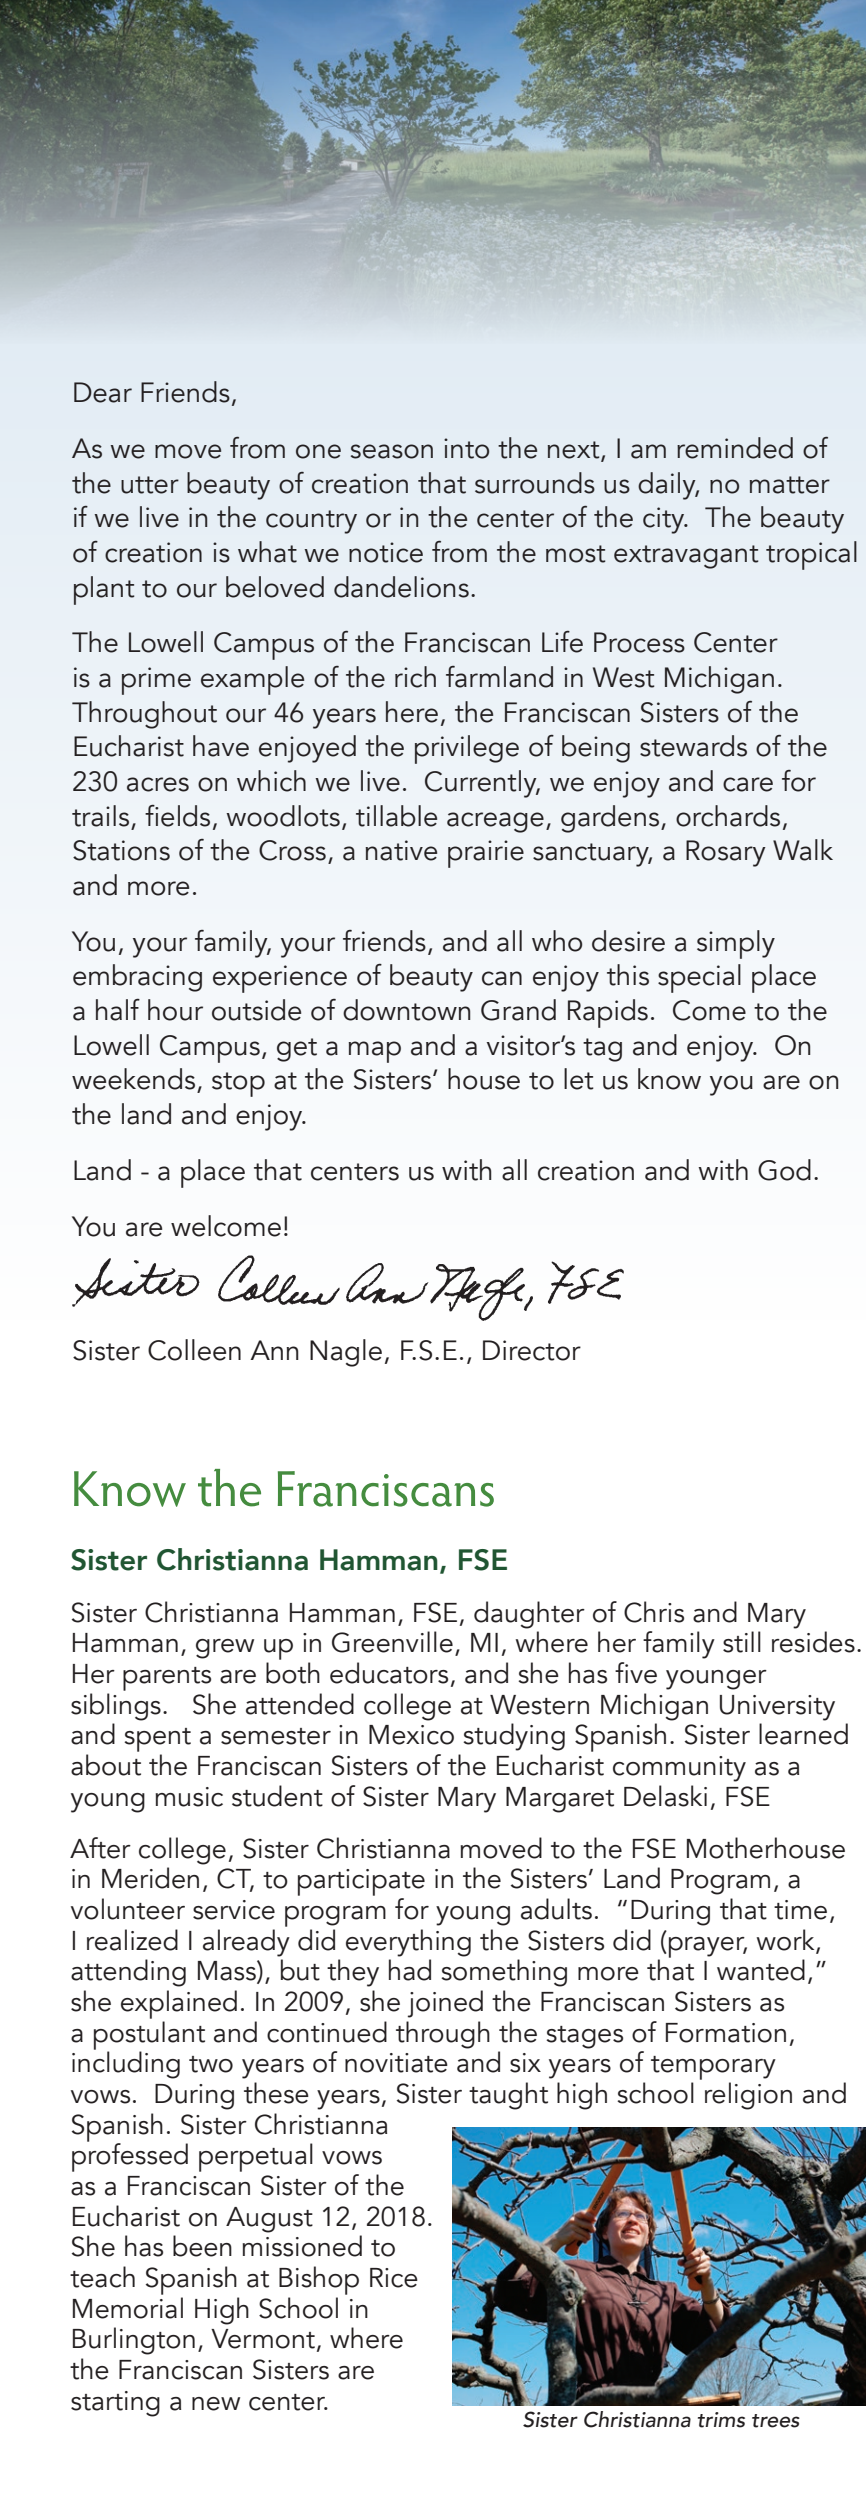 Dear Friends,
As we move from one season into the next, I am reminded of
the utter beauty of creation that surrounds us daily, no matter
if we live in the country or in the center of the city.  The beauty
of creation is what we notice from the most extravagant tropical
plant to our beloved dandelions.
The Lowell Campus of the Franciscan Life Process Center
is a prime example of the rich farmland in West Michigan.
Throughout our 46 years here, the Franciscan Sisters of the
Eucharist have enjoyed the privilege of being stewards of the
230 acres on which we live.  Currently, we enjoy and care for
trails, fields, woodlots, tillable acreage, gardens, orchards,
Stations of the Cross, a native prairie sanctuary, a Rosary Walk
and more.
You, your family, your friends, and all who desire a simply
embracing experience of beauty can enjoy this special place
a half hour outside of downtown Grand Rapids.  Come to the
Lowell Campus, get a map and a visitor’s tag and enjoy.  On
weekends, stop at the Sisters’ house to let us know you are on
the land and enjoy.
Land - a place that centers us with all creation and with God.
You are welcome!
Sister Colleen Ann Nagle, FSE
Sister Colleen Ann Nagle, F.S.E., Director
Know the Franciscans
Sister Christianna Hamman, FSE
Sister Christianna Hamman, FSE, daughter of Chris and Mary
Hamman, grew up in Greenville, MI, where her family still resides.
Her parents are both educators, and she has five younger
siblings.   She attended college at Western Michigan University
and spent a semester in Mexico studying Spanish. Sister learned
about the Franciscan Sisters of the Eucharist community as a
young music student of Sister Mary Margaret Delaski, FSE
After college, Sister Christianna moved to the FSE Motherhouse
in Meriden, CT, to participate in the Sisters’ Land Program, a
volunteer service program for young adults.  “During that time,
I realized I already did everything the Sisters did (prayer, work,
attending Mass), but they had something more that I wanted,”
she explained. In 2009, she joined the Franciscan Sisters as
a postulant and continued through the stages of Formation,
including two years of novitiate and six years of temporary
vows.  During these years, Sister taught high school religion and
Spanish. Sister Christianna
professed perpetual vows
as a Franciscan Sister of the
Eucharist on August 12, 2018.
She has been missioned to
teach Spanish at Bishop Rice
Memorial High School in
Burlington, Vermont, where
the Franciscan Sisters are
starting a new center.
Sister Christianna trims trees